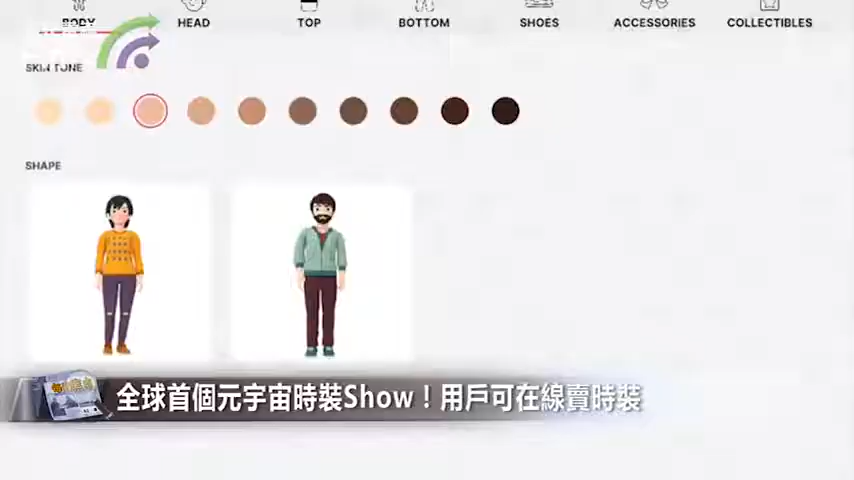 BODY
HEAD
TOP
BOTTOM
SHOES
ACCESSORIES
COLLECTIBLES
SKIN TONE
SHAPE
全球首個元宇宙時裝Show！用戶可在線賣時裝